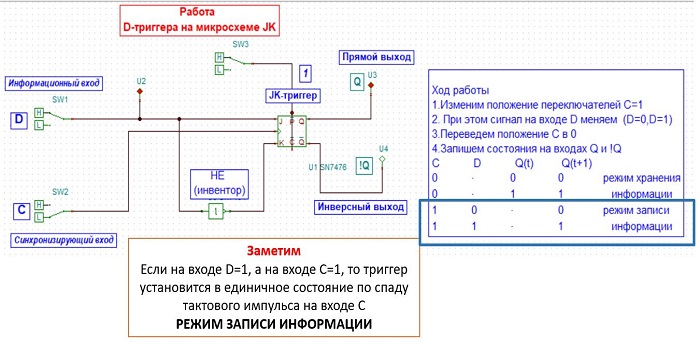 Работа
D-триггера на микросхеме JK
SW3
H
L
1
Прямой выход
Информационный вход
U2
Q
U3
SW1
D
H
L
JK-триггер
J P Q
K C Q
U1 SN7476
U4
!Q
НЕ
(инвентор)
1
SW2
C
H
L
Инверсный выход
Синхронизирующий вход
Ход работы
1.Изменим положение переключателей C=1
2. При этом сигнал на входе D меняем (D=0,D=1)
3.Переведем положение C в 0
4.Запишем состояния на входах Q и !Q
C D Q(t) Q(t+1)
0 · 0 0 режим хранения
0 · 1 1 информации
1 0 · 0 режим записи
1 1 · 1 информации
Заметим
Если на входе D=1, а на входе C=1, то триггер
установится в единичное состояние по спаду
тактового импульса на входе C
РЕЖИМ ЗАПИСИ ИНФОРМАЦИИ